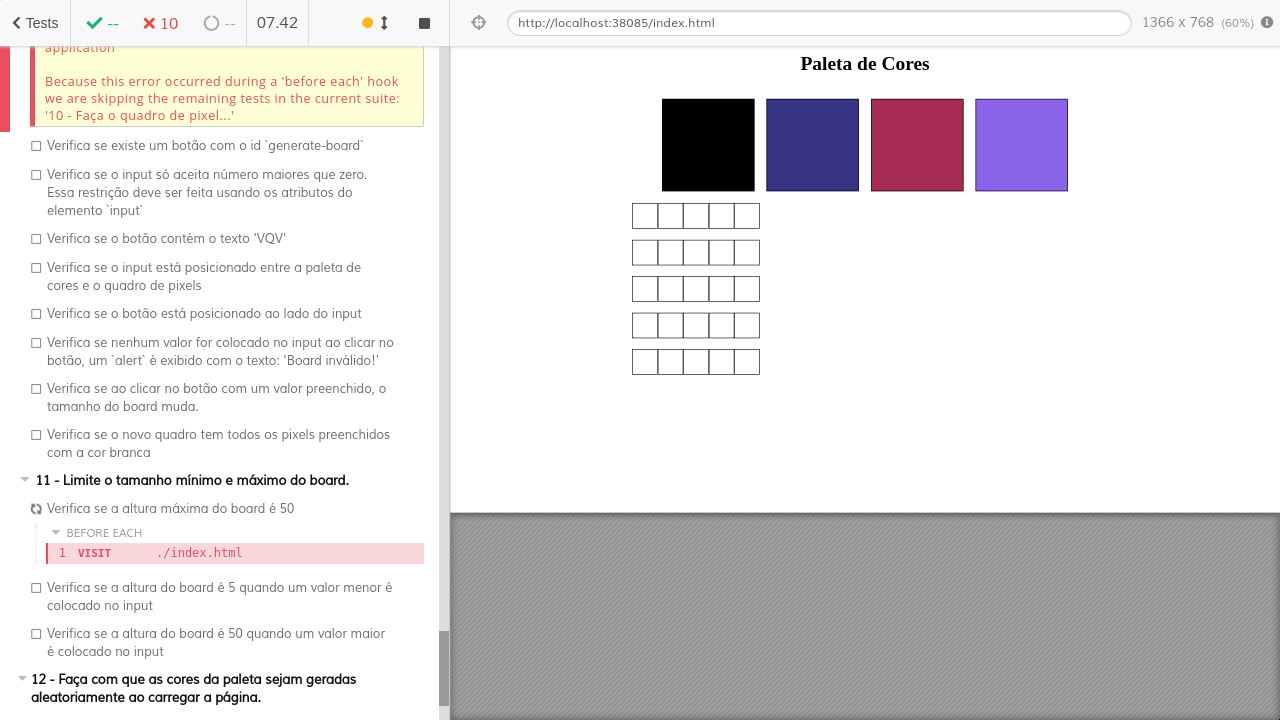 Tests
--
10
--
07.42
http://localhost:38085/index.html
1366 x 768 (60%)
application
Because this error occurred during a 'before each' hook
we are skipping the remaining tests in the current suite:
'10 - Faça o quadro de pixel...'
Verifica se existe um botão com o id `generate-board`
Verifica se o input só aceita número maiores que zero.
Essa restrição deve ser feita usando os atributos do
elemento `input`
Verifica se o botão contém o texto 'VQV'
Verifica se o input está posicionado entre a paleta de
cores e o quadro de pixels
Verifica se o botão está posicionado ao lado do input
Verifica se nenhum valor for colocado no input ao clicar no
botão, um `alert` é exibido com o texto: 'Board inválido!'
Verifica se ao clicar no botão com um valor preenchido, o
tamanho do board muda.
Verifica se o novo quadro tem todos os pixels preenchidos
com a cor branca
11 - Limite o tamanho mínimo e máximo do board.
Verifica se a altura máxima do board é 50
BEFORE EACH
1 VISIT ./index.html
Verifica se a altura do board é 5 quando um valor menor é
colocado no input
Verifica se a altura do board é 50 quando um valor maior
é colocado no input
12 - Faça com que as cores da paleta sejam geradas
aleatoriamente ao carregar a página.
Paleta de Cores